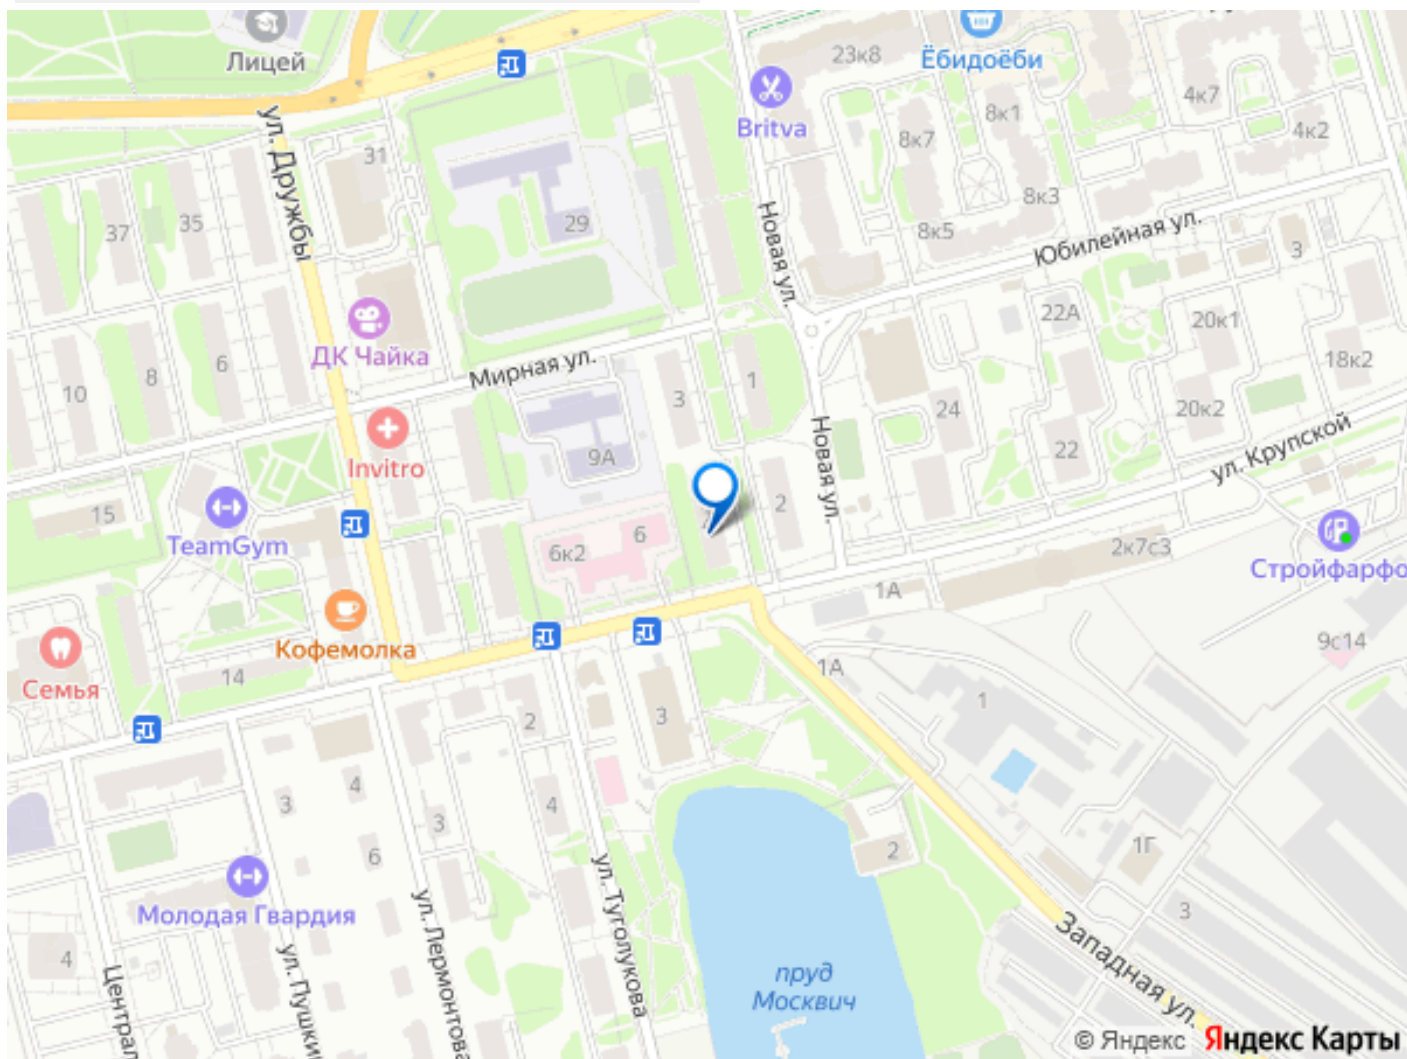 Лицей
23к8
Ёбидоёби
Britva
4к7
8к1
8к7
4к2
31
ул. Дружбы
29
8к3
37
35
Новая ул.
8к5
Юбилейная ул.
3
22А
20к1
ДК Чайка
Мирная ул.
18к2
6
8
10
1
3
24
20к2
Invitro
Новая ул.
22
ул. Крупской
9А
15
2
TeamGym
6
6к2
2к7с3
Стройфарфо
1А
Кофемолка
9с14
Семья
14
1А
1
2
3
4
3
4
3
6
2
1Г
Молодая Гвардия
ул. Лермонтова
ул. Туголукова
ул. Пушки
3
Западная ул.
4
Централ
пруд
Москвич
© Яндекс Яндекс Карты